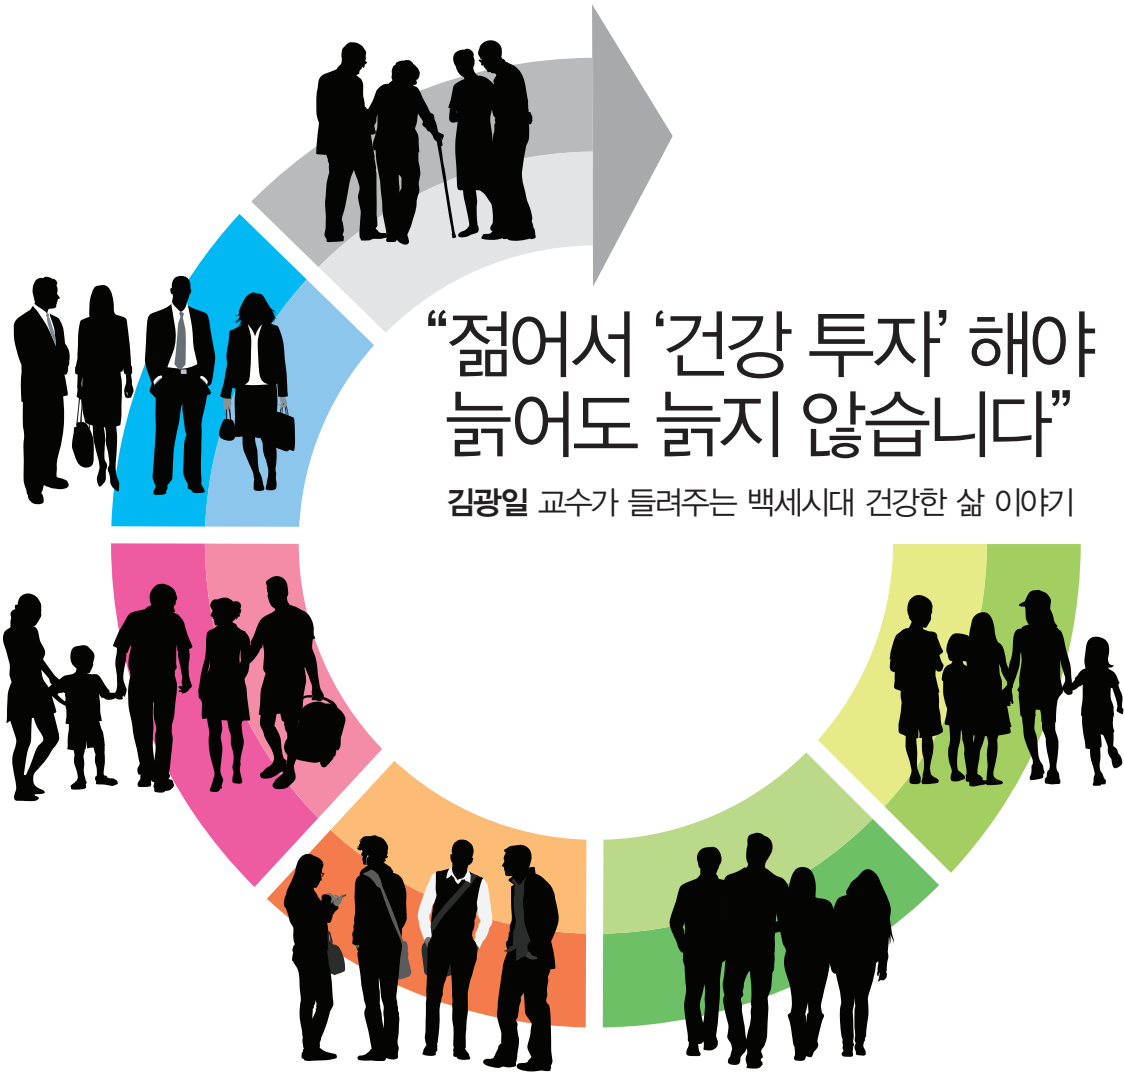 “젊어서 ‘건강 투자’ 해야
늙어도 늙지 않습니다”
김광일 교수가 들려주는 백세시대 건강한 삶 이야기